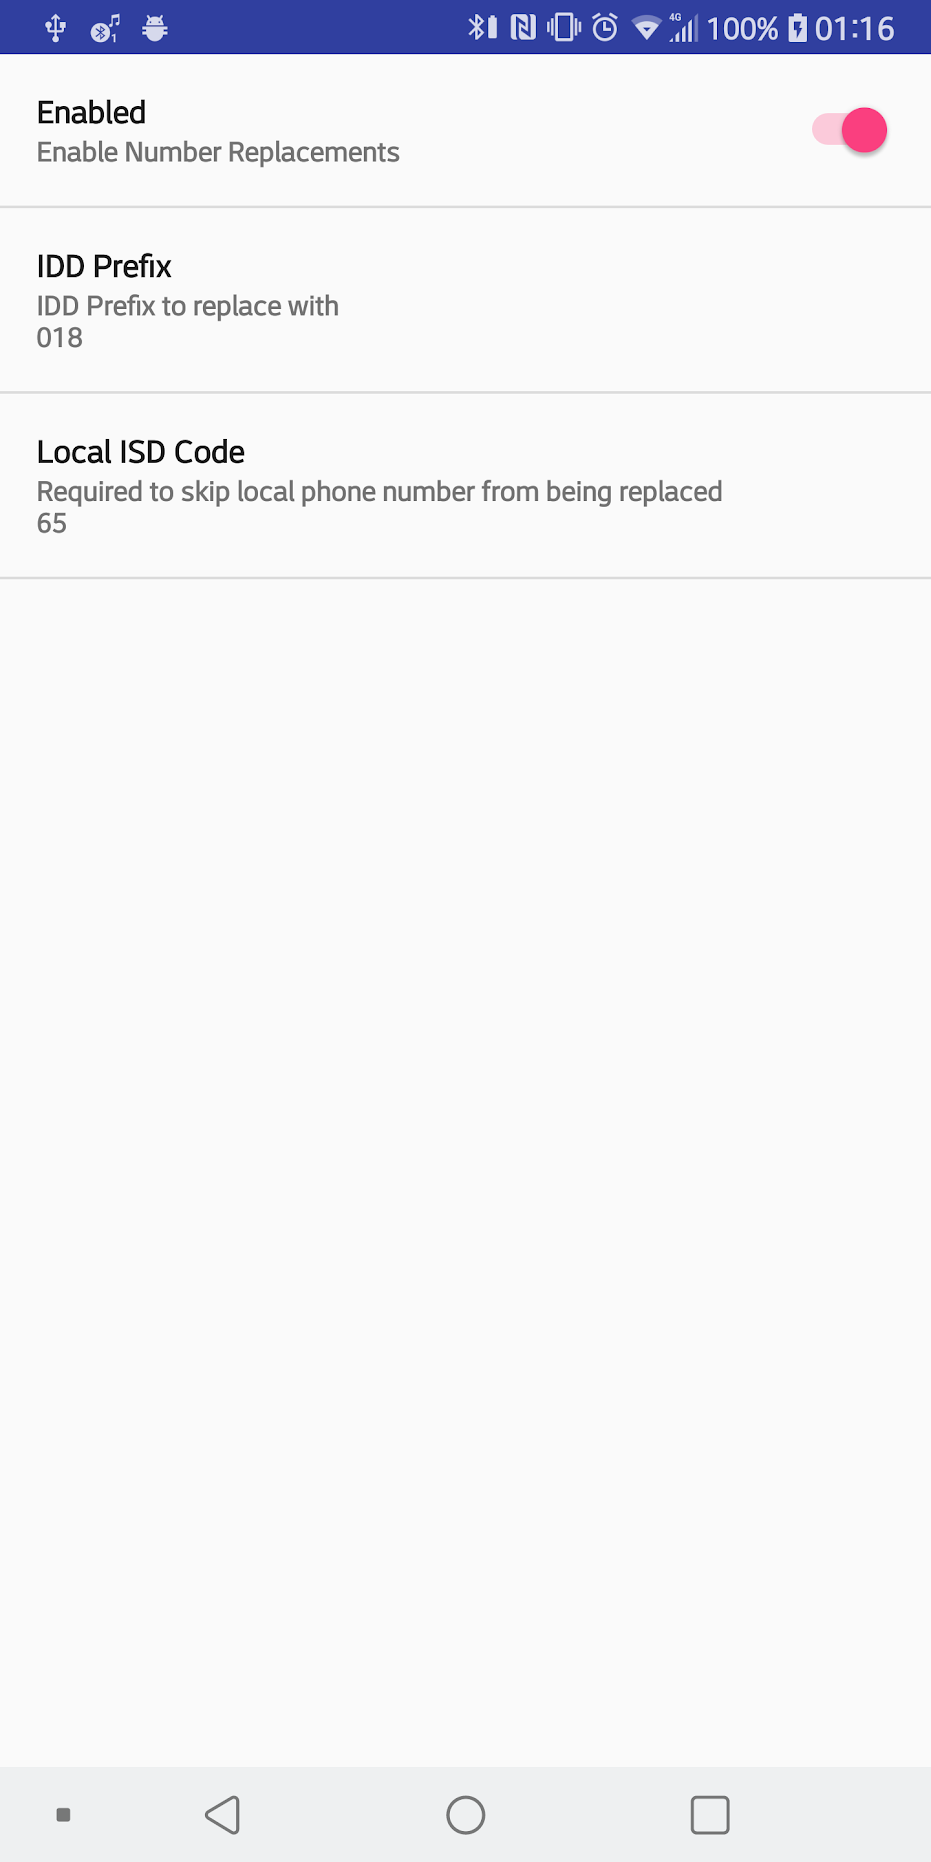 1 4G 100% 01:16
Enabled
Enable Number Replacements
IDD Prefix
IDD Prefix to replace with
018
Local ISD Code
Required to skip local phone number from being replaced
65